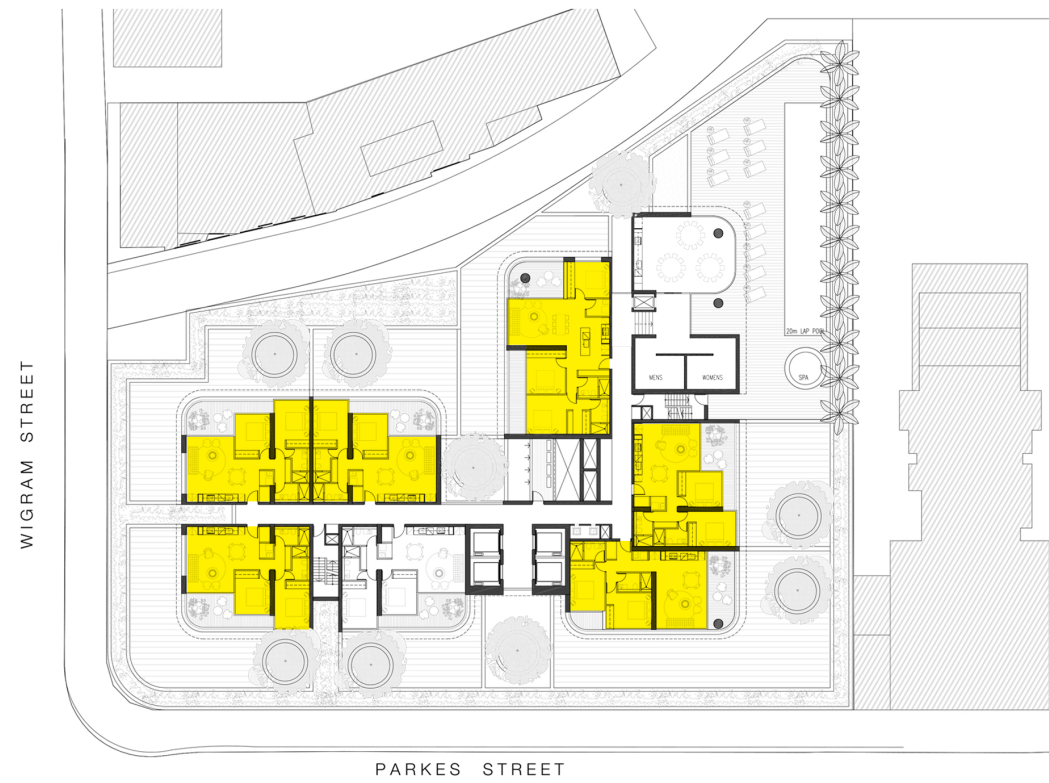 20m LAP POOL
MENS
WOMENS
SPA
WIGRAM STREET
PARKES STREET